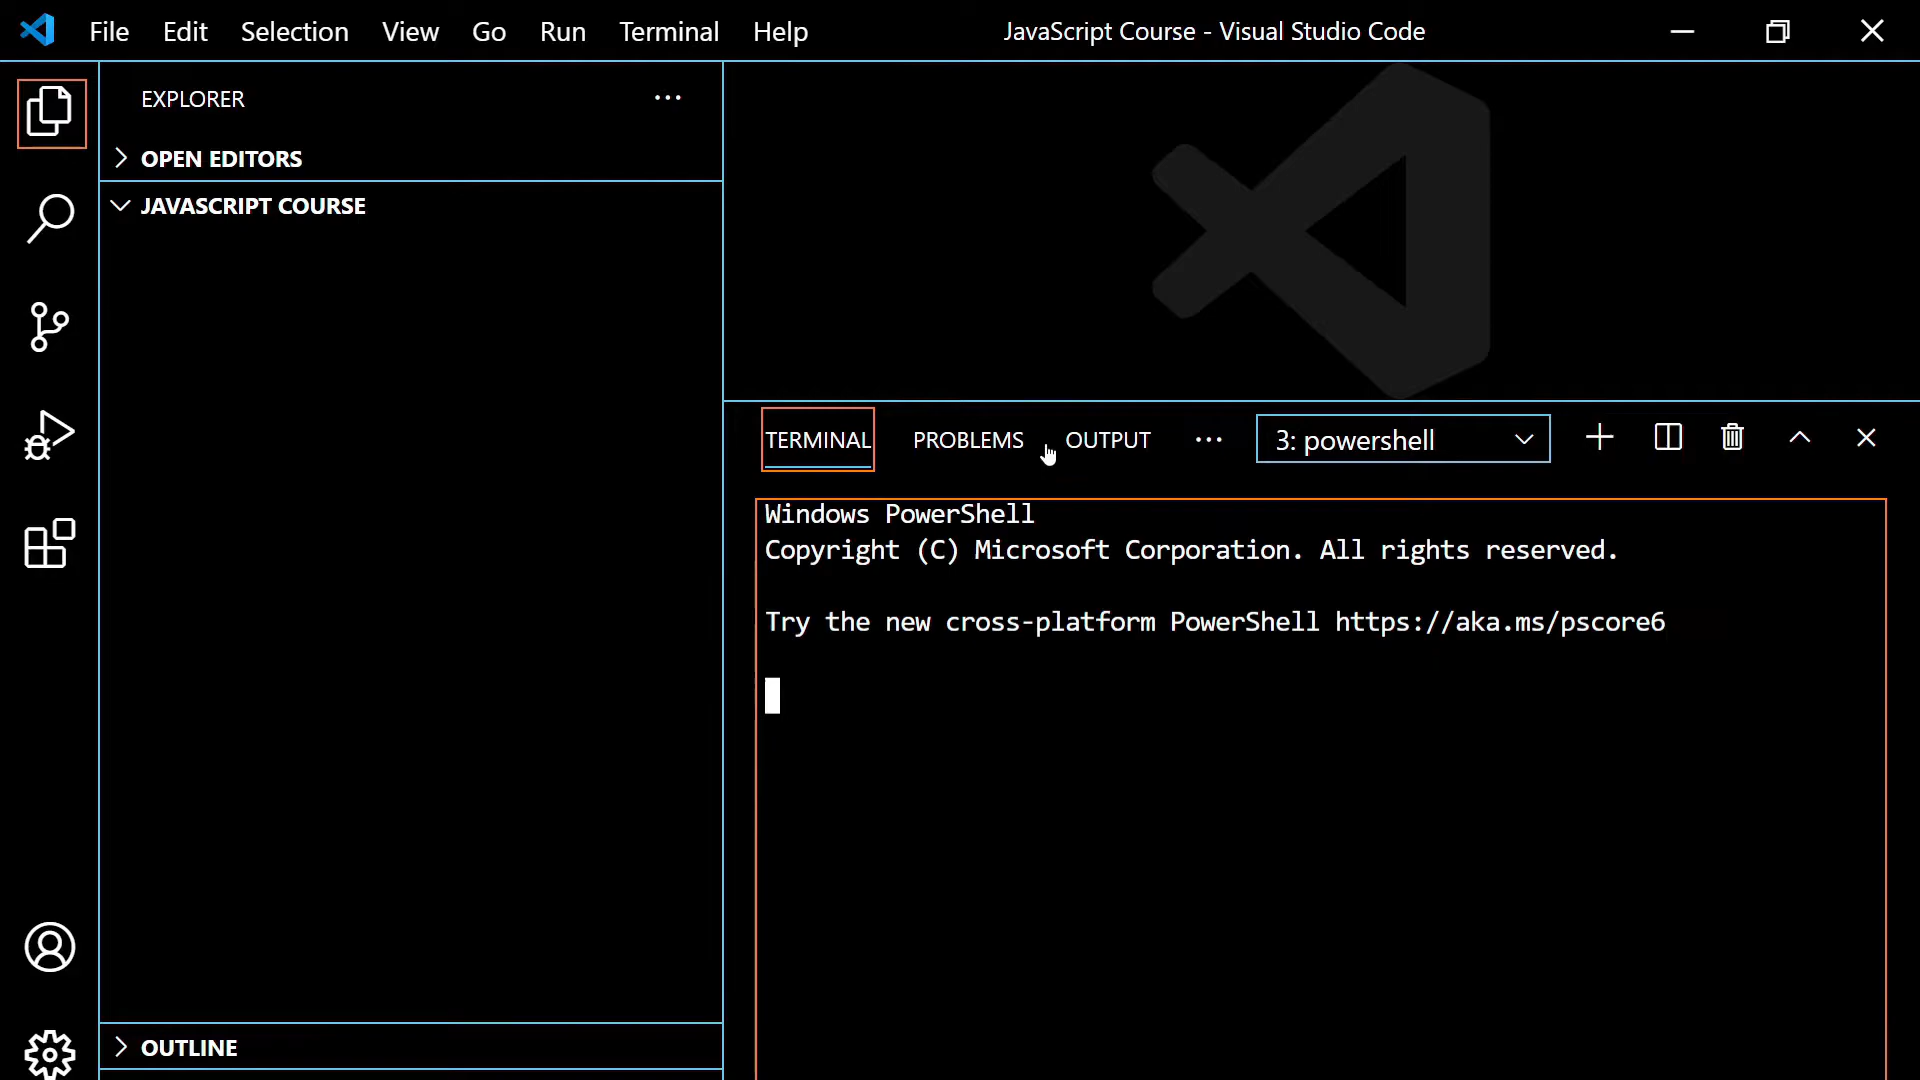 File Edit Selection View Go Run Terminal Help
JavaScript Course - Visual Studio Code
EXPLORER
OPEN EDITORS
JAVASCRIPT COURSE
OUTLINE
TERMINAL PROBLEMS OUTPUT
3: powershell
Windows PowerShell
Copyright (C) Microsoft Corporation. All rights reserved.
Try the new cross-platform PowerShell https://aka.ms/pscore6